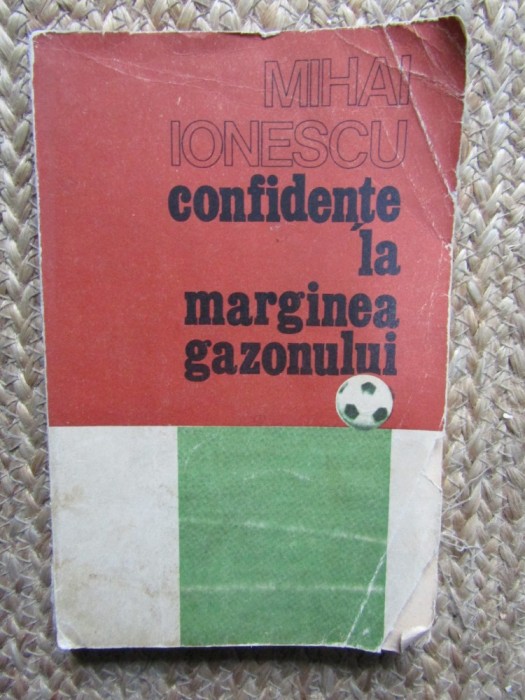 MIHAI
IONESCU
confidențe
la
marginea
gazonului